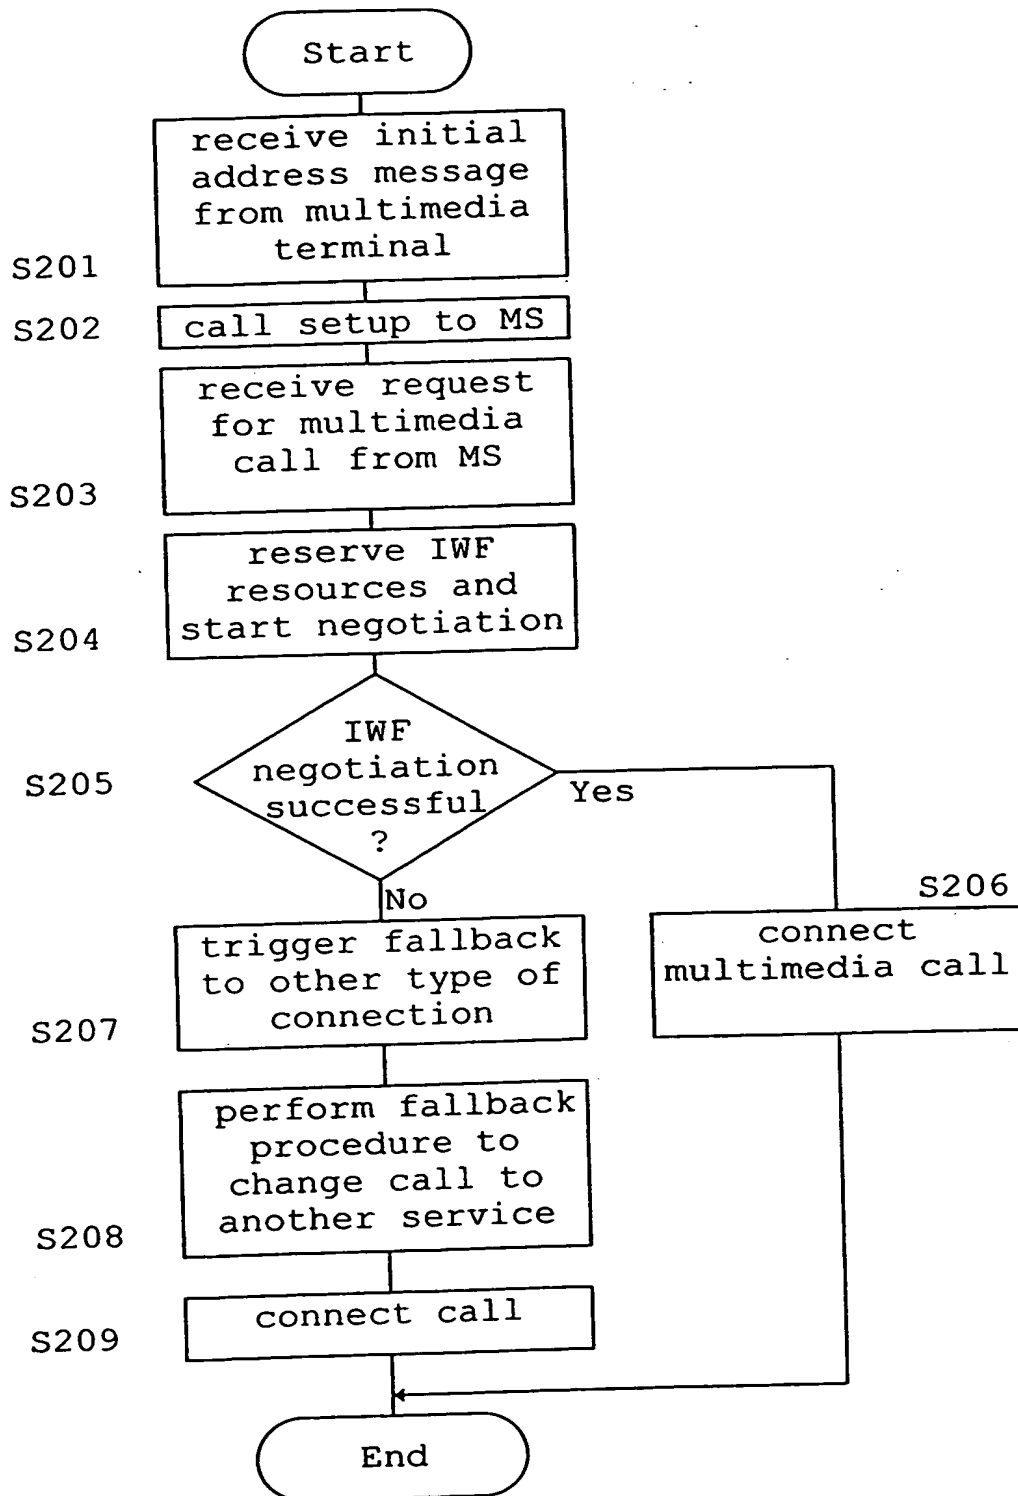 Start
receive initial
address message
from multimedia
terminal
S201
call setup to MS
S202
receive request
for multimedia
call from MS
S203
reserve IWF
resources and
start negotiation
S204
IWF
negotiation
successful
?
S205
Yes
No
S206
connect
multimedia call
trigger fallback
to other type of
connection
S207
perform fallback
procedure to
change call to
another service
S208
connect call
S209
End